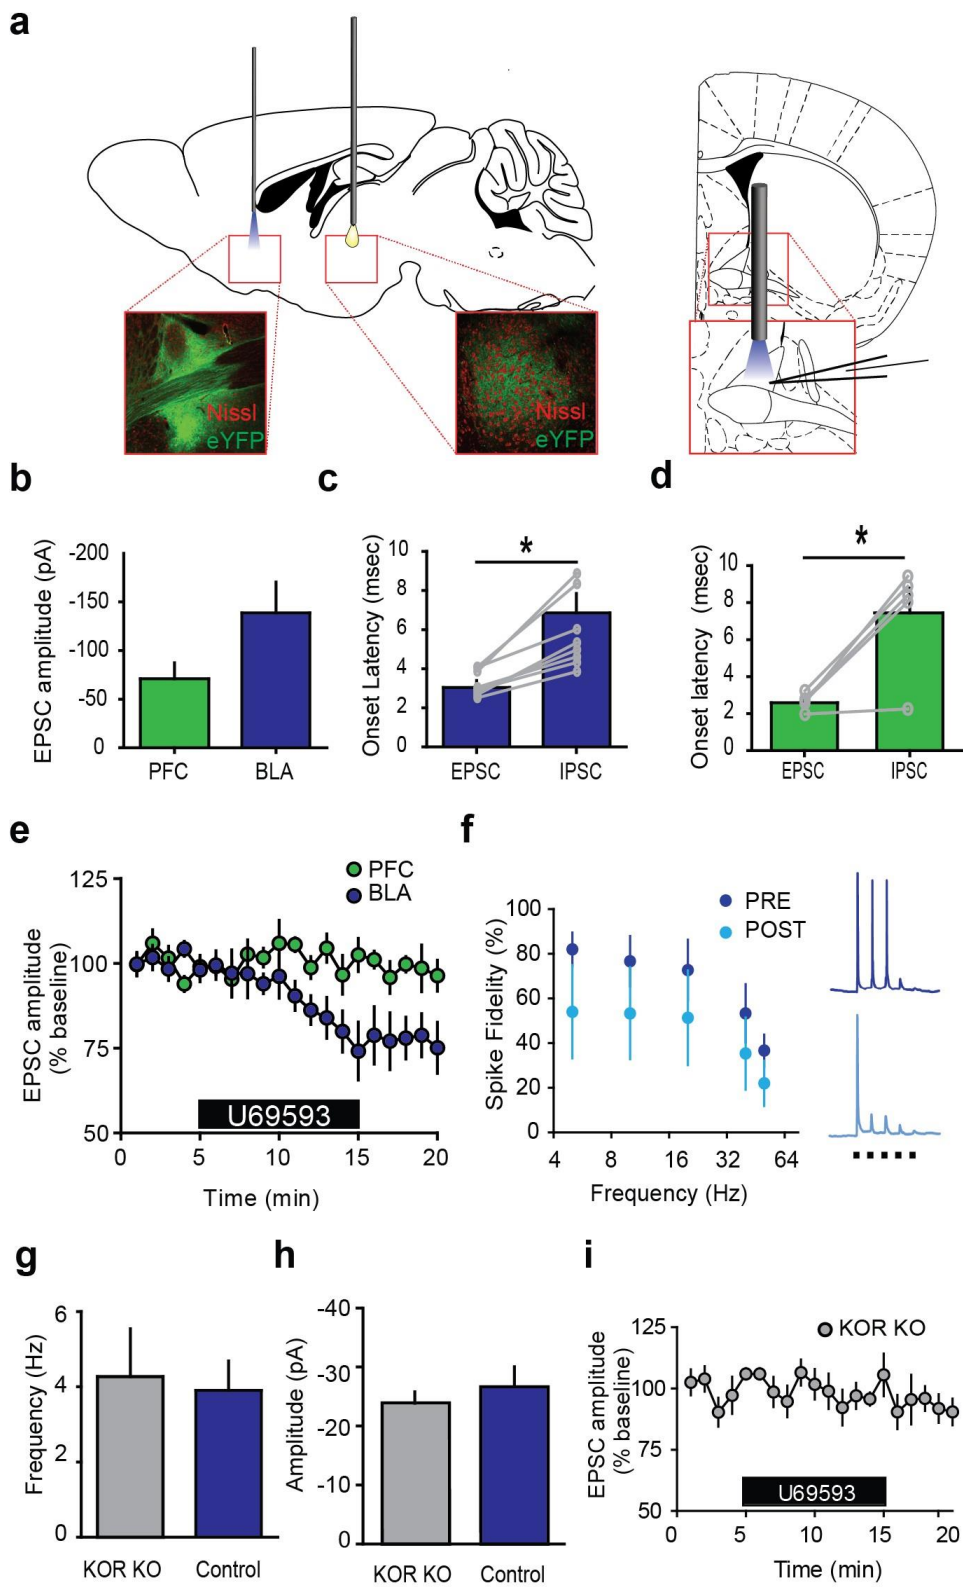 a
Nissl
eYFP
Nissl
eYFP
b
EPSC amplitude (pA)
-200
-150
-100
-50
0
PFC
BLA
c
Onset Latency (msec)
10
8
6
4
2
0
*
EPSC
IPSC
d
Onset latency (msec)
10
8
6
4
2
0
*
EPSC
IPSC
e
EPSC amplitude
(% baseline)
125
100
75
50
PFC
BLA
U69593
0
5
10
15
20
Time (min)
f
Spike Fidelity (%)
100
80
60
40
20
0
PRE
POST
4
8
16
32
64
Frequency (Hz)
g
Frequency (Hz)
6
4
2
0
KOR KO
Control
h
Amplitude (pA)
-40
-30
-20
-10
0
KOR KO
Control
i
EPSC amplitude
(% baseline)
125
100
75
50
KOR KO
U69593
0
5
10
15
20
Time (min)